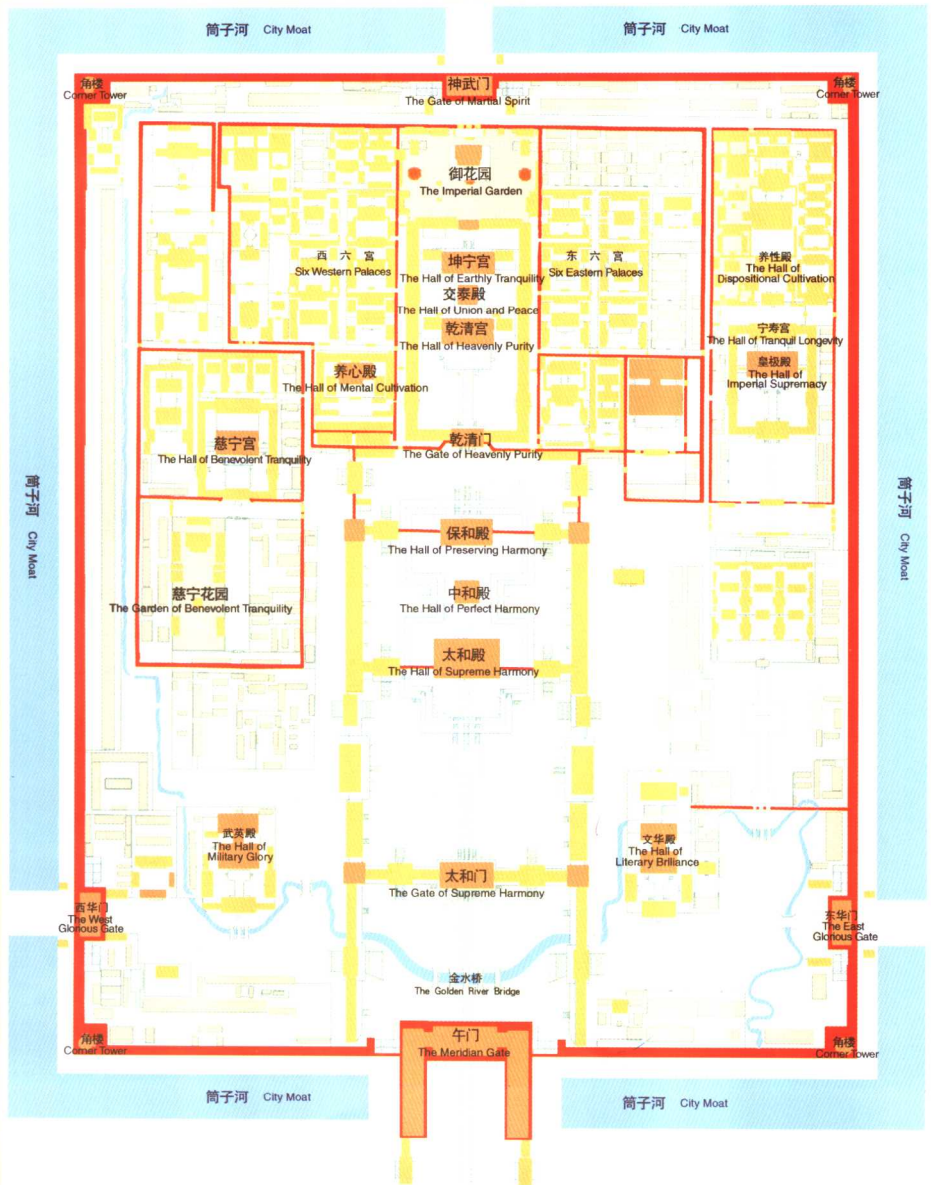 筒子河 City Moat
筒子河 City Moat
角楼
Corner Tower
神武门
The Gate of Martial Spirit
角楼
Corner Tower
御花园
The Imperial Garden
西六宫
Six Western Palaces
坤宁宫
The Hall of Earthly Tranquility
东六宫
Six Eastern Palaces
养性殿
The Hall of
Dispositional Cultivation
交泰殿
The Hall of Union and Peace
乾清宫
The Hall of Heavenly Purity
宁寿宫
The Hall of Tranquil Longevity
皇极殿
The Hall of
Imperial Supremacy
养心殿
The Hall of Mental Cultivation
慈宁宫
The Hall of Benevolent Tranquility
乾清门
The Gate of Heavenly Purity
筒子河 City Moat
筒子河 City Moat
保和殿
The Hall of Preserving Harmony
慈宁花园
The Garden of Benevolent Tranquility
中和殿
The Hall of Perfect Harmony
太和殿
The Hall of Supreme Harmony
武英殿
The Hall of
Military Glory
文华殿
The Hall of
Literary Briliance
太和门
The Gate of Supreme Harmony
西华门
The West
Glorious Gate
东华门
The East
Glorious Gate
金水桥
The Golden River Bridge
角楼
Corner Tower
午门
The Meridian Gate
角楼
Corner Tower
筒子河 City Moat
筒子河 City Moat